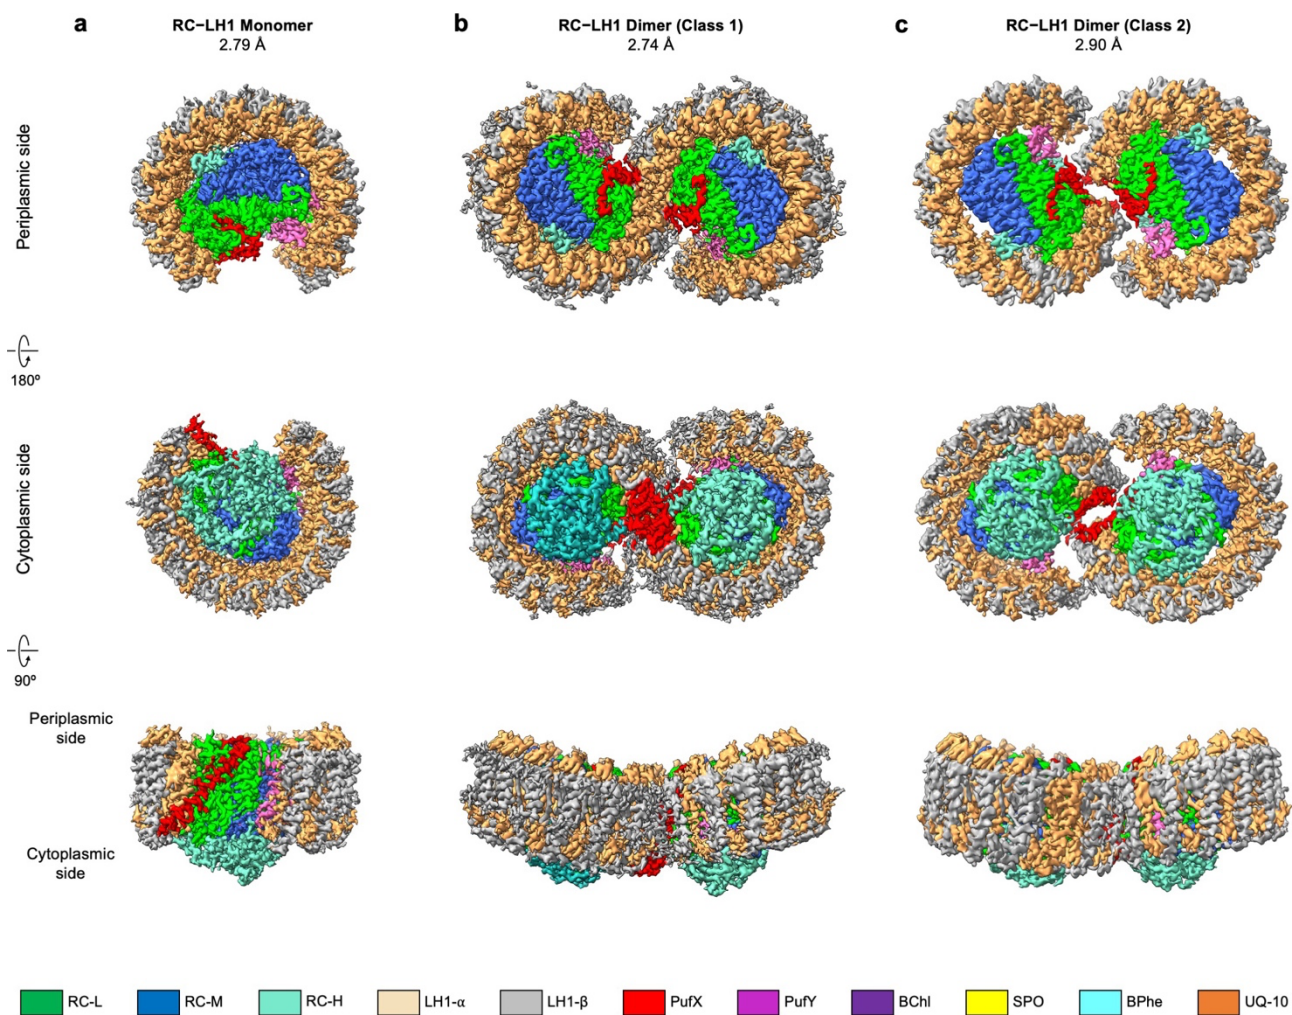 a
RC−LH1 Monomer
2.79 Å
b
RC−LH1 Dimer (Class 1)
2.74 Å
c
RC−LH1 Dimer (Class 2)
2.90 Å
Periplasmic side
180º
Cytoplasmic side
90º
Periplasmic
side
Cytoplasmic
side
RC-L
RC-M
RC-H
LH1-α
LH1-β
PufX
PufY
BChl
SPO
BPhe
UQ-10